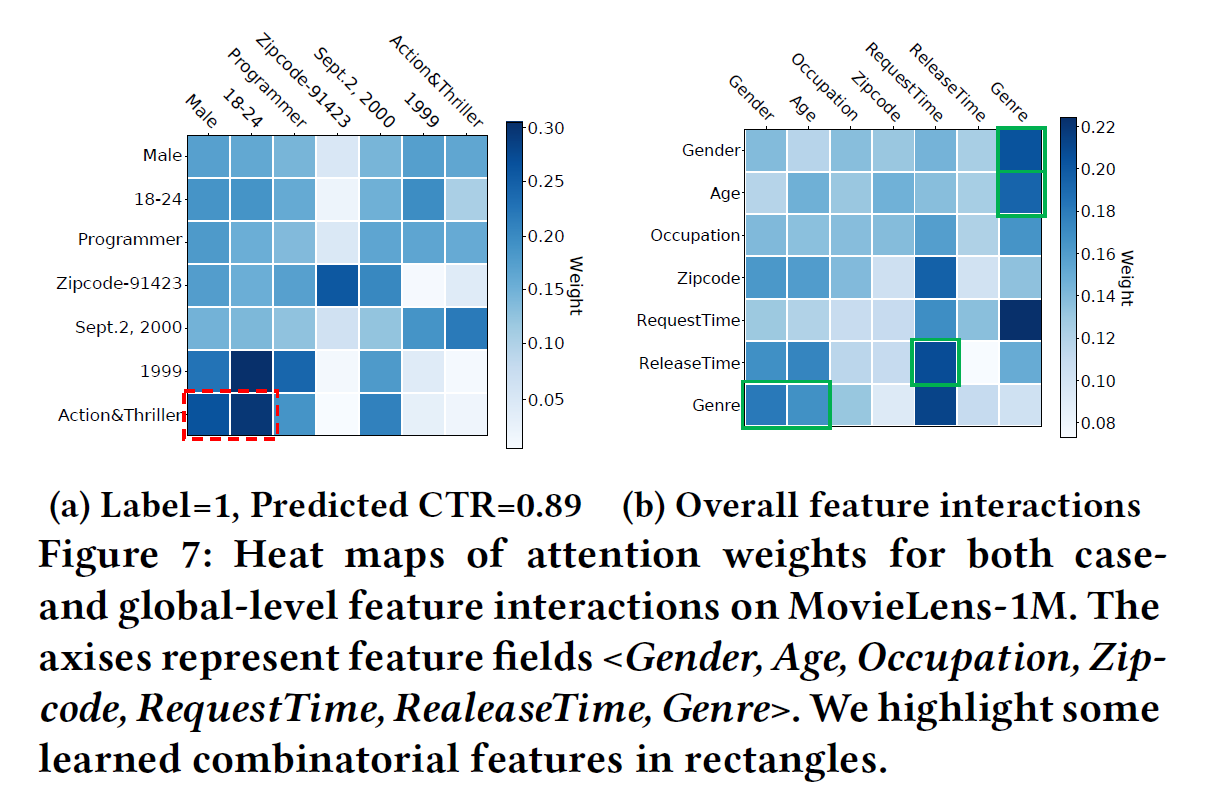 Male
18-24
Programmer
Zipcode-91423
Sept.2, 2000
1999
Action&Thriller
Male
18-24
Programmer
Zipcode-91423
Sept.2, 2000
1999
Action&Thriller
0.30
0.25
0.20
0.15
0.10
0.05
Weight
Gender
Age
Occupation
Zipcode
RequestTime
ReleaseTime
Genre
Gender
Age
Occupation
Zipcode
RequestTime
ReleaseTime
Genre
0.22
0.20
0.18
0.16
0.14
0.12
0.10
0.08
Weight
(a) Label=1, Predicted CTR=0.89
(b) Overall feature interactions
Figure 7: Heat maps of attention weights for both case-
and global-level feature interactions on MovieLens-1M. The
axises represent feature fields <Gender, Age, Occupation, Zip-
code, RequestTime, RealeaseTime, Genre>. We highlight some
learned combinatorial features in rectangles.